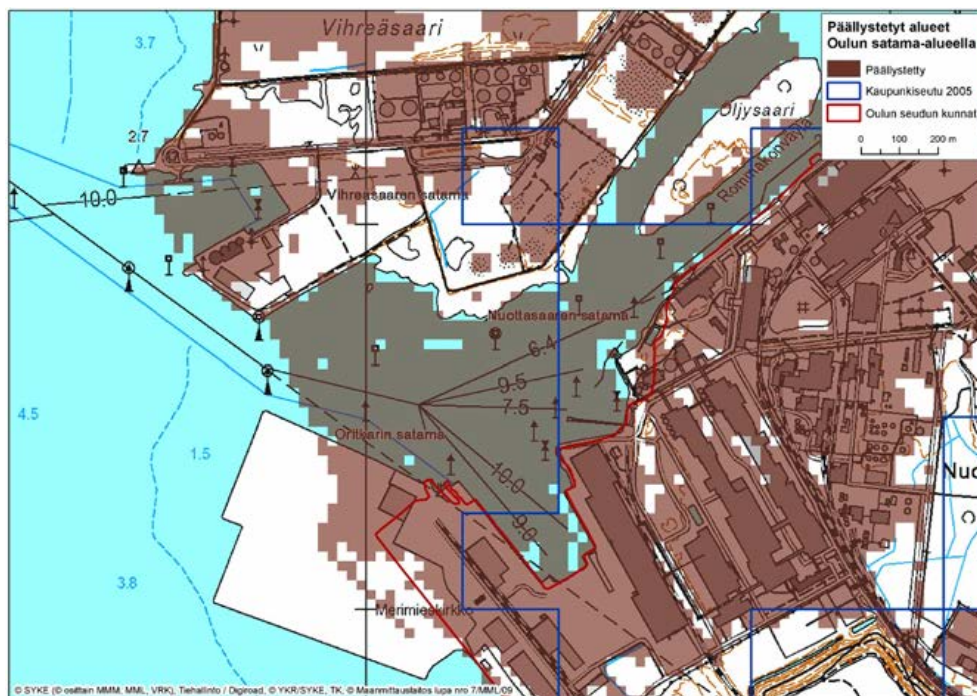 Päällystetyt alueet
Oulun satama-alueella
Päällystetty
Kaupunkiseutu 2005
Oulun seudun kunnat
0 100 200 m
3.7
Vihreäsaari
Öljysaari
2.7
10.0
Vihreäsaaren satama
Nuottasaaren satama
6.4
9.5
7.5
4.5
1.5
Oritkarin satama
10.0
9.0
Nuo
3.8
Merimieskirkko
© SYKE (© osittain MMM, MML, VRK), Tiehallinto / Digiroad, © YKR/SYKE, TK, © Maanmittauslaitos lupa nro 7/MML/09